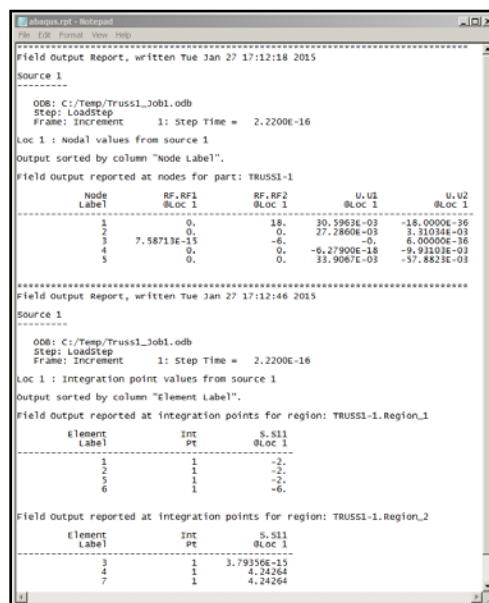 abaqus.rpt - Notepad
File Edit Format View Help
********************************************************************************
Field Output Report, written Tue Jan 27 17:12:18 2015
Source 1
---------
ODB: C:/Temp/Truss1_Job1.odb
Step: LoadStep
Frame: Increment 1: Step Time = 2.2200E-16
Loc 1 : Nodal values from source 1
Output sorted by column "Node Label".
Field Output reported at nodes for part: TRUSS1-1
Node RF.RF1 RF.RF2 U.U1 U.U2
Label @Loc 1 @Loc 1 @Loc 1 @Loc 1
---------------------------------------------------------------------------------
1 0. 18. 30.5963E-03 -18.0000E-36
2 0. 0. 27.2860E-03 3.31034E-03
3 7.58713E-15 -6. -0. 6.00000E-36
4 0. 0. -6.27900E-18 -9.93103E-03
5 0. 0. 33.9067E-03 -57.8823E-03
********************************************************************************
Field Output Report, written Tue Jan 27 17:12:46 2015
Source 1
---------
ODB: C:/Temp/Truss1_Job1.odb
Step: LoadStep
Frame: Increment 1: Step Time = 2.2200E-16
Loc 1 : Integration point values from source 1
Output sorted by column "Element Label".
Field Output reported at integration points for region: TRUSS1-1.Region_1
Element Int S.S11
Label Pt @Loc 1
-------------------------------------------------
1 1 -2.
2 1 -2.
5 1 -2.
6 1 -6.
Field Output reported at integration points for region: TRUSS1-1.Region_2
Element Int S.S11
Label Pt @Loc 1
-------------------------------------------------
3 1 3.79356E-15
4 1 4.24264
7 1 4.24264